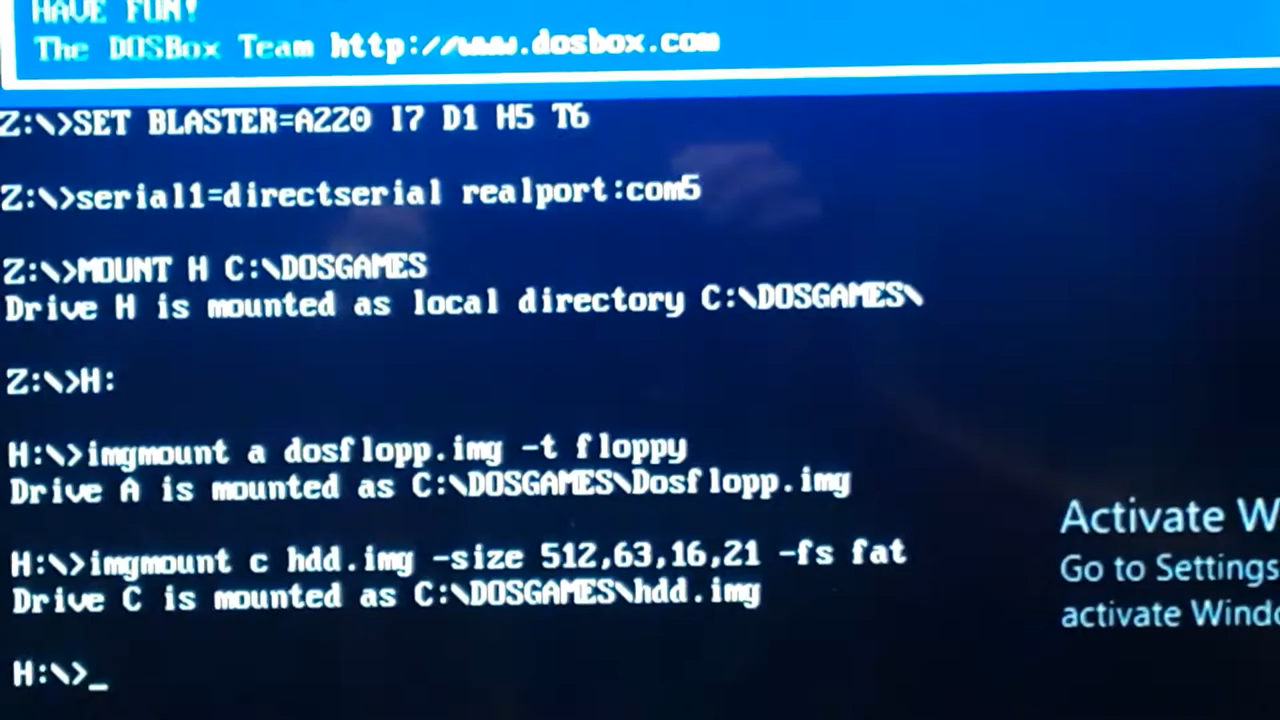 HAVE FUN!
The DOSBox Team http://www.dosbox.com
Z:\>SET BLASTER=A220 I7 D1 H5 T6
Z:\>serial1=directserial realport:com5
Z:\>MOUNT H C:\DOSGAMES
Drive H is mounted as local directory C:\DOSGAMES\
Z:\>H:
H:\>imgmount a dosflopp.img -t floppy
Drive A is mounted as C:\DOSGAMES\Dosflopp.img
H:\>imgmount c hdd.img -size 512,63,16,21 -fs fat
Drive C is mounted as C:\DOSGAMES\hdd.img
H:\>_
Activate W
Go to Settings
activate Windo